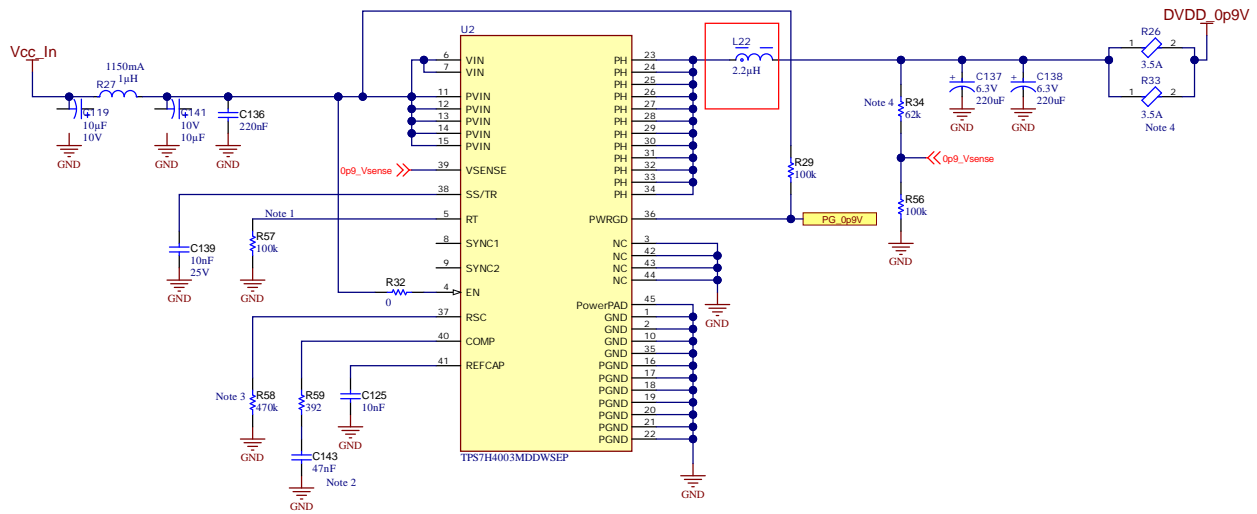 DVDD_0p9V
Vcc_In
1150mA
R27
1µH
C119
10µF
10V
C141
10V
10µF
C136
220nF
GND
GND
GND
U2
6 VIN
7 VIN
11 PVIN
12 PVIN
13 PVIN
14 PVIN
15 PVIN
0p9_Vsense
39 VSENSE
38 SS/TR
5 RT
8 SYNC1
9 SYNC2
4 EN
37 RSC
40 COMP
41 REFCAP
PH 23
PH 24
PH 25
PH 26
PH 27
PH 28
PH 29
PH 30
PH 31
PH 32
PH 33
PH 34
PWRGD 36
NC 3
NC 42
NC 43
NC 44
PowerPAD 45
GND 1
GND 2
GND 10
GND 35
PGND 16
PGND 17
PGND 18
PGND 19
PGND 20
PGND 21
PGND 22
TPS7H4003MDDWSEP
L22
2.2µH
R29
100k
PG_0p9V
Note 4
R34
62k
0p9_Vsense
R56
100k
GND
C137
6.3V
220uF
GND
C138
6.3V
220uF
GND
R26
1 2
3.5A
R33
1 2
3.5A
Note 4
C139
10nF
25V
GND
Note 1
R57
100k
GND
R32
0
Note 3
R58
470k
GND
R59
392
C143
47nF
Note 2
GND
C125
10nF
GND
GND
GND